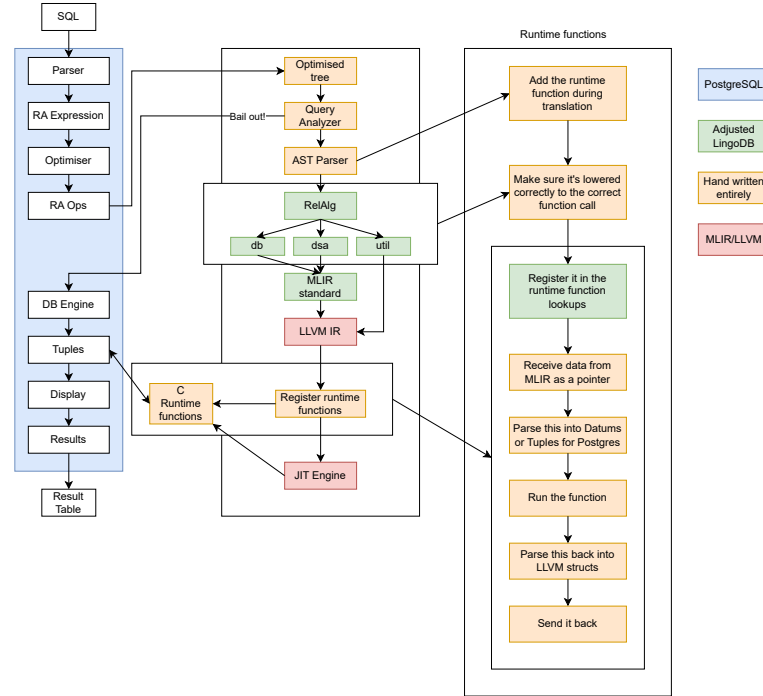 SQL
Parser
RA Expression
Optimiser
RA Ops
DB Engine
Tuples
Display
Results
Result
Table
Optimised
tree
Query
Analyzer
Bail out!
AST Parser
RelAlg
db
dsa
util
MLIR
standard
LLVM IR
C
Runtime
functions
Register runtime
functions
JIT Engine
Runtime functions
Add the runtime
function during
translation
Make sure it's lowered
correctly to the correct
function call
Register it in the
runtime function
lookups
Receive data from
MLIR as a pointer
Parse this into Datums
or Tuples for Postgres
Run the function
Parse this back into
LLVM structs
Send it back
PostgreSQL
Adjusted
LingoDB
Hand written
entirely
MLIR/LLVM